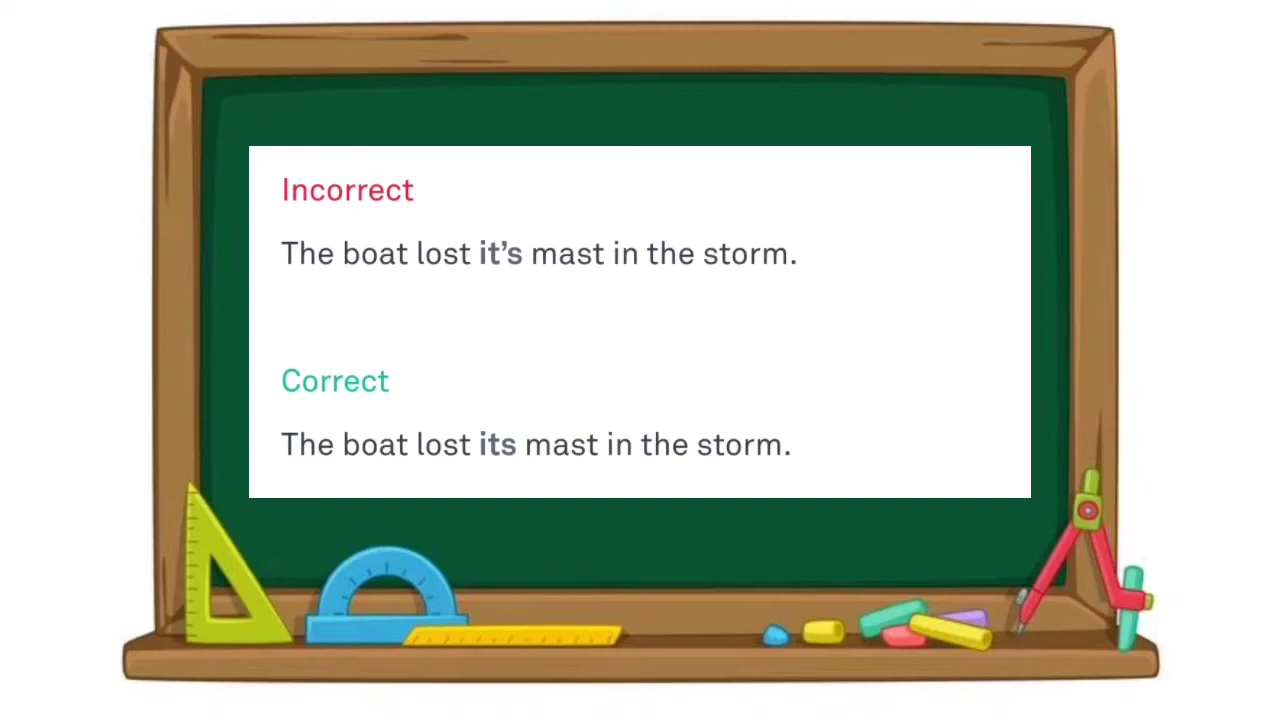 Incorrect
The boat lost it’s mast in the storm.
Correct
The boat lost its mast in the storm.